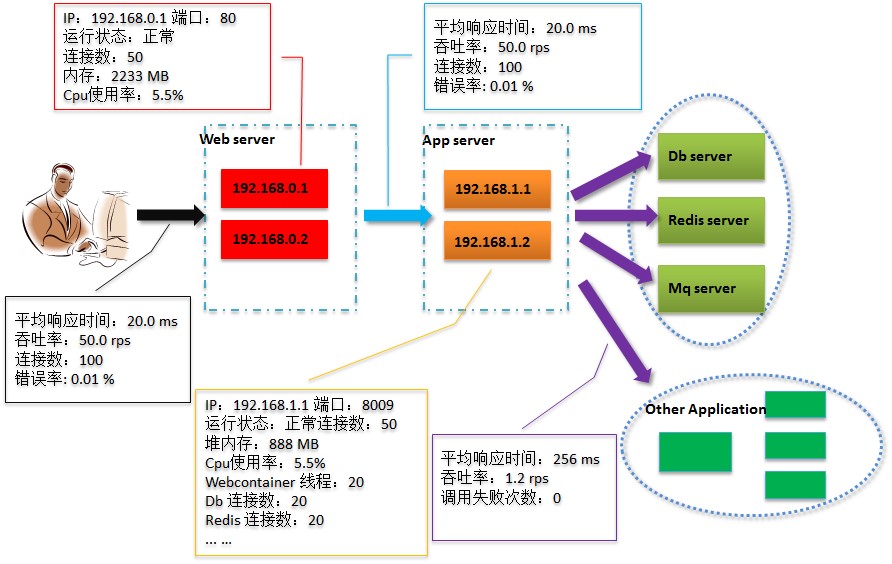 IP：192.168.0.1 端口：80
运行状态：正常
连接数：50
内存：2233 MB
Cpu使用率：5.5%
平均响应时间：20.0 ms
吞吐率：50.0 rps
连接数：100
错误率: 0.01 %
Web server
192.168.0.1
192.168.0.2
App server
192.168.1.1
192.168.1.2
Db server
Redis server
Mq server
平均响应时间：20.0 ms
吞吐率：50.0 rps
连接数：100
错误率: 0.01 %
IP：192.168.1.1 端口：8009
运行状态：正常连接数：50
堆内存：888 MB
Cpu使用率：5.5%
Webcontainer 线程：20
Db 连接数：20
Redis 连接数：20
... ...
平均响应时间：256 ms
吞吐率：1.2 rps
调用失败次数：0
Other Application